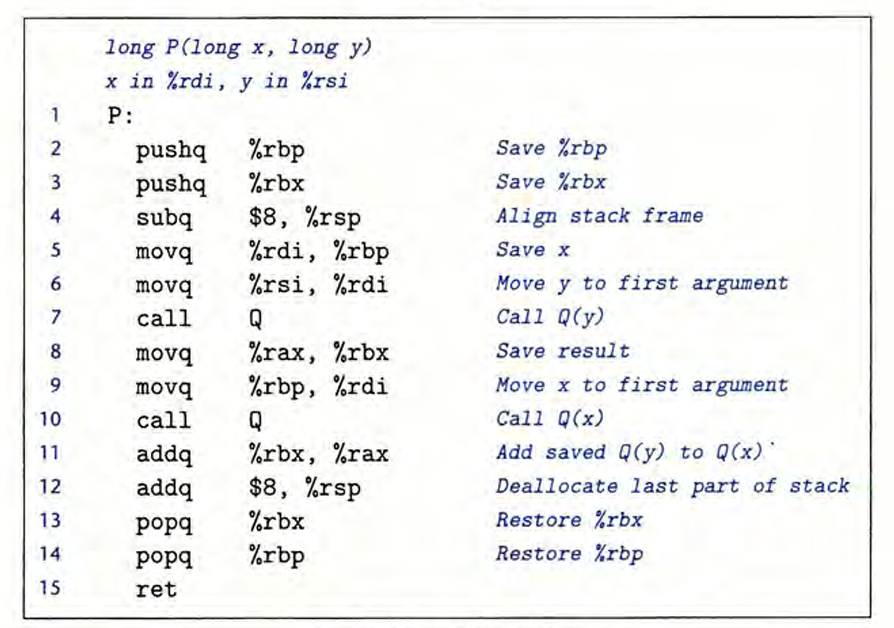 long P(long x, long y)
x in %rdi, y in %rsi
1 P:
2 pushq %rbp Save %rbp
3 pushq %rbx Save %rbx
4 subq $8, %rsp Align stack frame
5 movq %rdi, %rbp Save x
6 movq %rsi, %rdi Move y to first argument
7 call Q Call Q(y)
8 movq %rax, %rbx Save result
9 movq %rbp, %rdi Move x to first argument
10 call Q Call Q(x)
11 addq %rbx, %rax Add saved Q(y) to Q(x)
12 addq $8, %rsp Deallocate last part of stack
13 popq %rbx Restore %rbx
14 popq %rbp Restore %rbp
15 ret